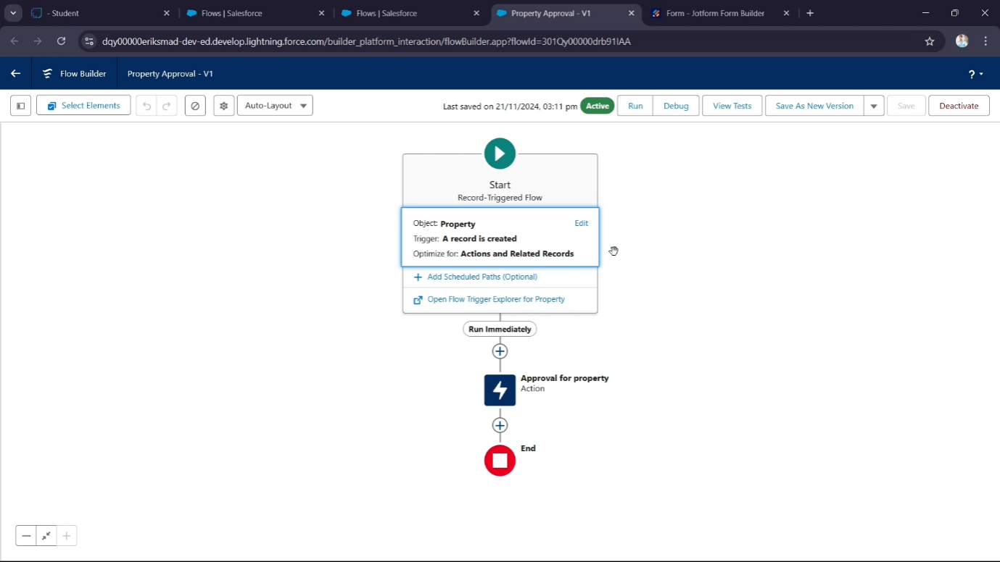 - Student
Flows | Salesforce
Flows | Salesforce
Property Approval - V1
Form - Jotform Form Builder
dqy00000eriksmad-dev-ed.develop.lightning.force.com/builder_platform_interaction/flowBuilder.app?flowId=301Qy00000drb91IAA
Flow Builder
Property Approval - V1
?
Select Elements
Auto-Layout
Last saved on 21/11/2024, 03:11 pm
Active
Run
Debug
View Tests
Save As New Version
Save
Deactivate
Start
Record-Triggered Flow
Object: Property
Edit
Trigger: A record is created
Optimize for: Actions and Related Records
+ Add Scheduled Paths (Optional)
Open Flow Trigger Explorer for Property
Run Immediately
Approval for property
Action
End